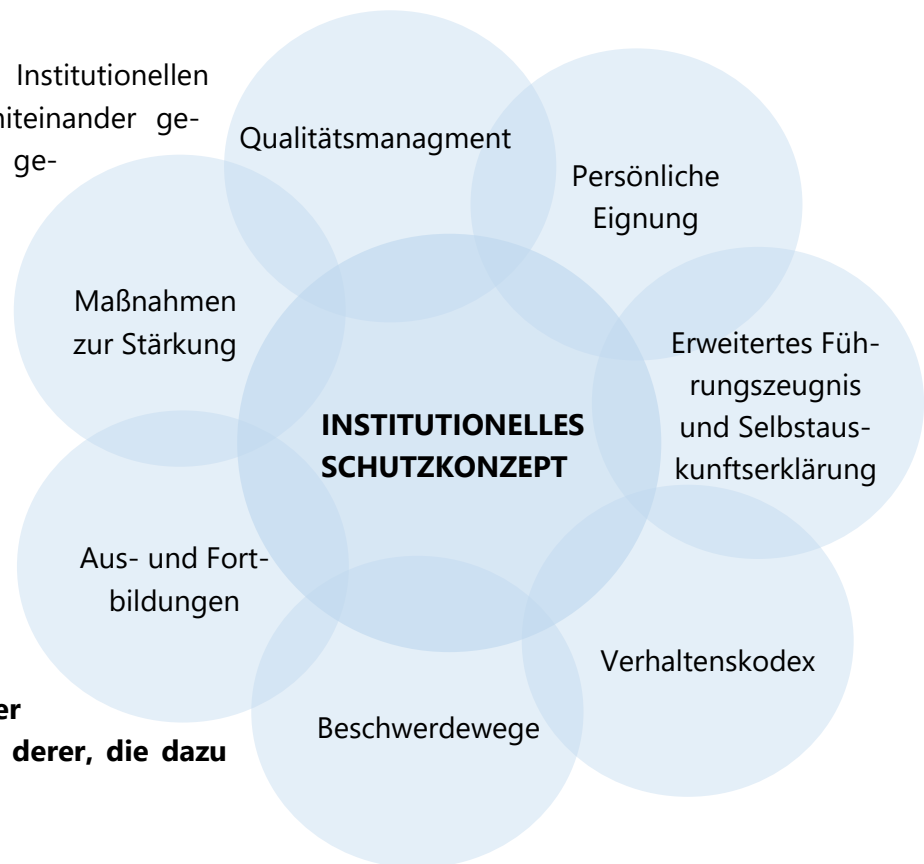 Institutionellen
miteinander ge-
ge-
Qualitätsmanagment
Persönliche
Eignung
Maßnahmen
zur Stärkung
Erweitertes Füh-
rungszeugnis
und Selbstaus-
kunftserklärung
INSTITUTIONELLES
SCHUTZKONZEPT
Aus- und Fort-
bildungen
Verhaltenskodex
Beschwerdewege
er
derer, die dazu